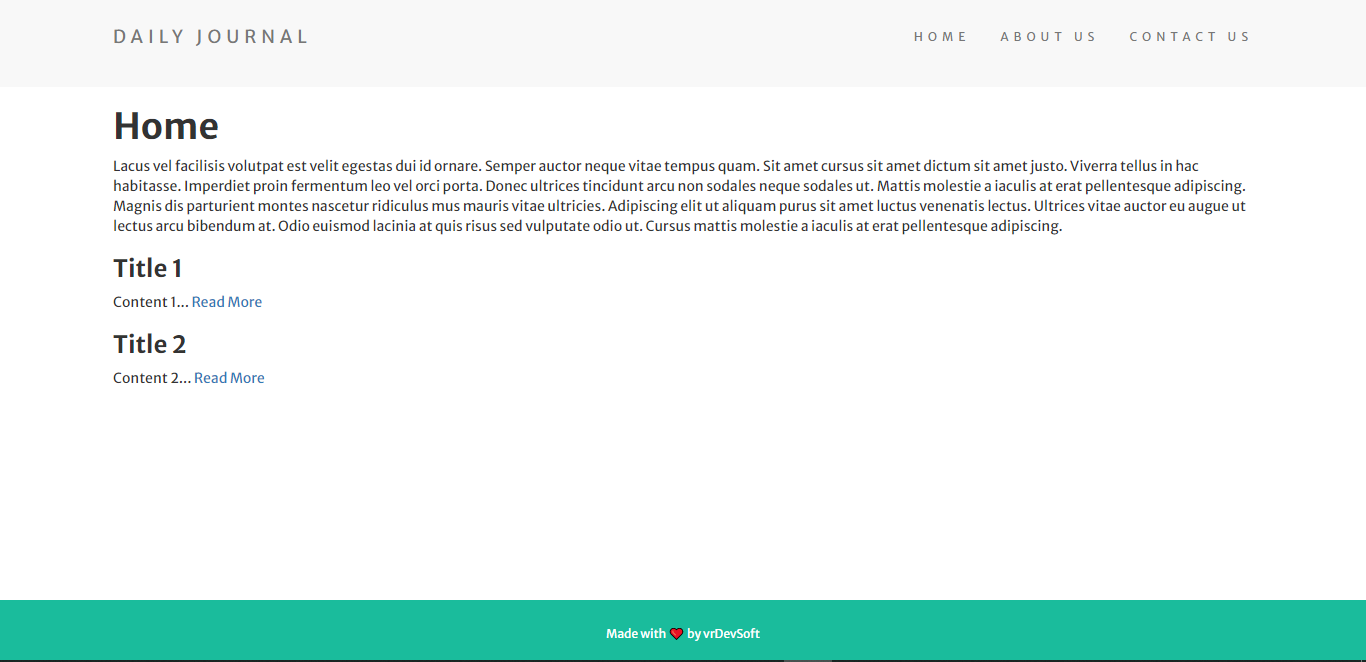 DAILY JOURNAL
HOME ABOUT US CONTACT US
Home
Lacus vel facilisis volutpat est velit egestas dui id ornare. Semper auctor neque vitae tempus quam. Sit amet cursus sit amet dictum sit amet justo. Viverra tellus in hac
habitasse. Imperdiet proin fermentum leo vel orci porta. Donec ultrices tincidunt arcu non sodales neque sodales ut. Mattis molestie a iaculis at erat pellentesque adipiscing.
Magnis dis parturient montes nascetur ridiculus mus mauris vitae ultricies. Adipiscing elit ut aliquam purus sit amet luctus venenatis lectus. Ultrices vitae auctor eu augue ut
lectus arcu bibendum at. Odio euismod lacinia at quis risus sed vulputate odio ut. Cursus mattis molestie a iaculis at erat pellentesque adipiscing.
Title 1
Content 1... Read More
Title 2
Content 2... Read More
Made with ❤ by vrDevSoft